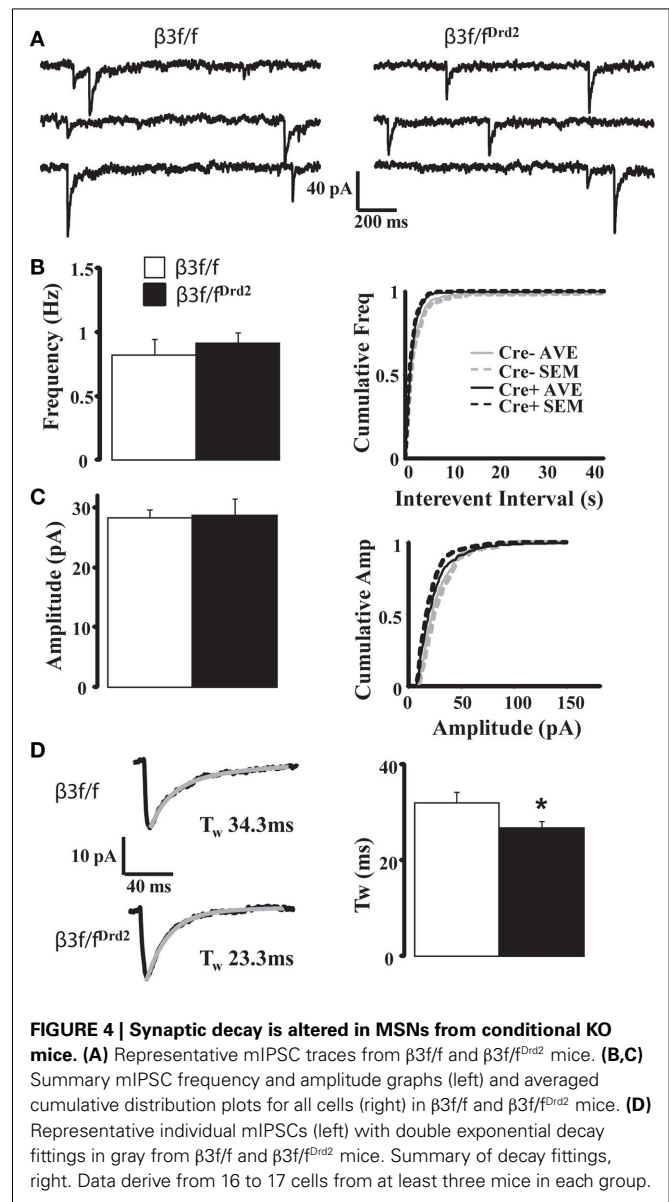 A
β3f/f
β3f/fDrd2
40 pA
200 ms
B
1.5
1
0.5
0
Frequency (Hz)
β3f/f
β3f/fDrd2
1
0.5
0
Cumulative Freq
Cre- AVE
Cre- SEM
Cre+ AVE
Cre+ SEM
0 10 20 30 40
Interevent Interval (s)
C
30
20
10
0
Amplitude (pA)
1
0.5
0
Cumulative Amp
0 50 100 150
Amplitude (pA)
D
β3f/f
Tw 34.3ms
10 pA
40 ms
β3f/fDrd2
Tw 23.3ms
40
20
0
Tw (ms)
*
FIGURE 4 | Synaptic decay is altered in MSNs from conditional KO
mice. (A) Representative mIPSC traces from β3f/f and β3f/fDrd2 mice. (B,C)
Summary mIPSC frequency and amplitude graphs (left) and averaged
cumulative distribution plots for all cells (right) in β3f/f and β3f/fDrd2 mice. (D)
Representative individual mIPSCs (left) with double exponential decay
fittings in gray from β3f/f and β3f/fDrd2 mice. Summary of decay fittings,
right. Data derive from 16 to 17 cells from at least three mice in each group.